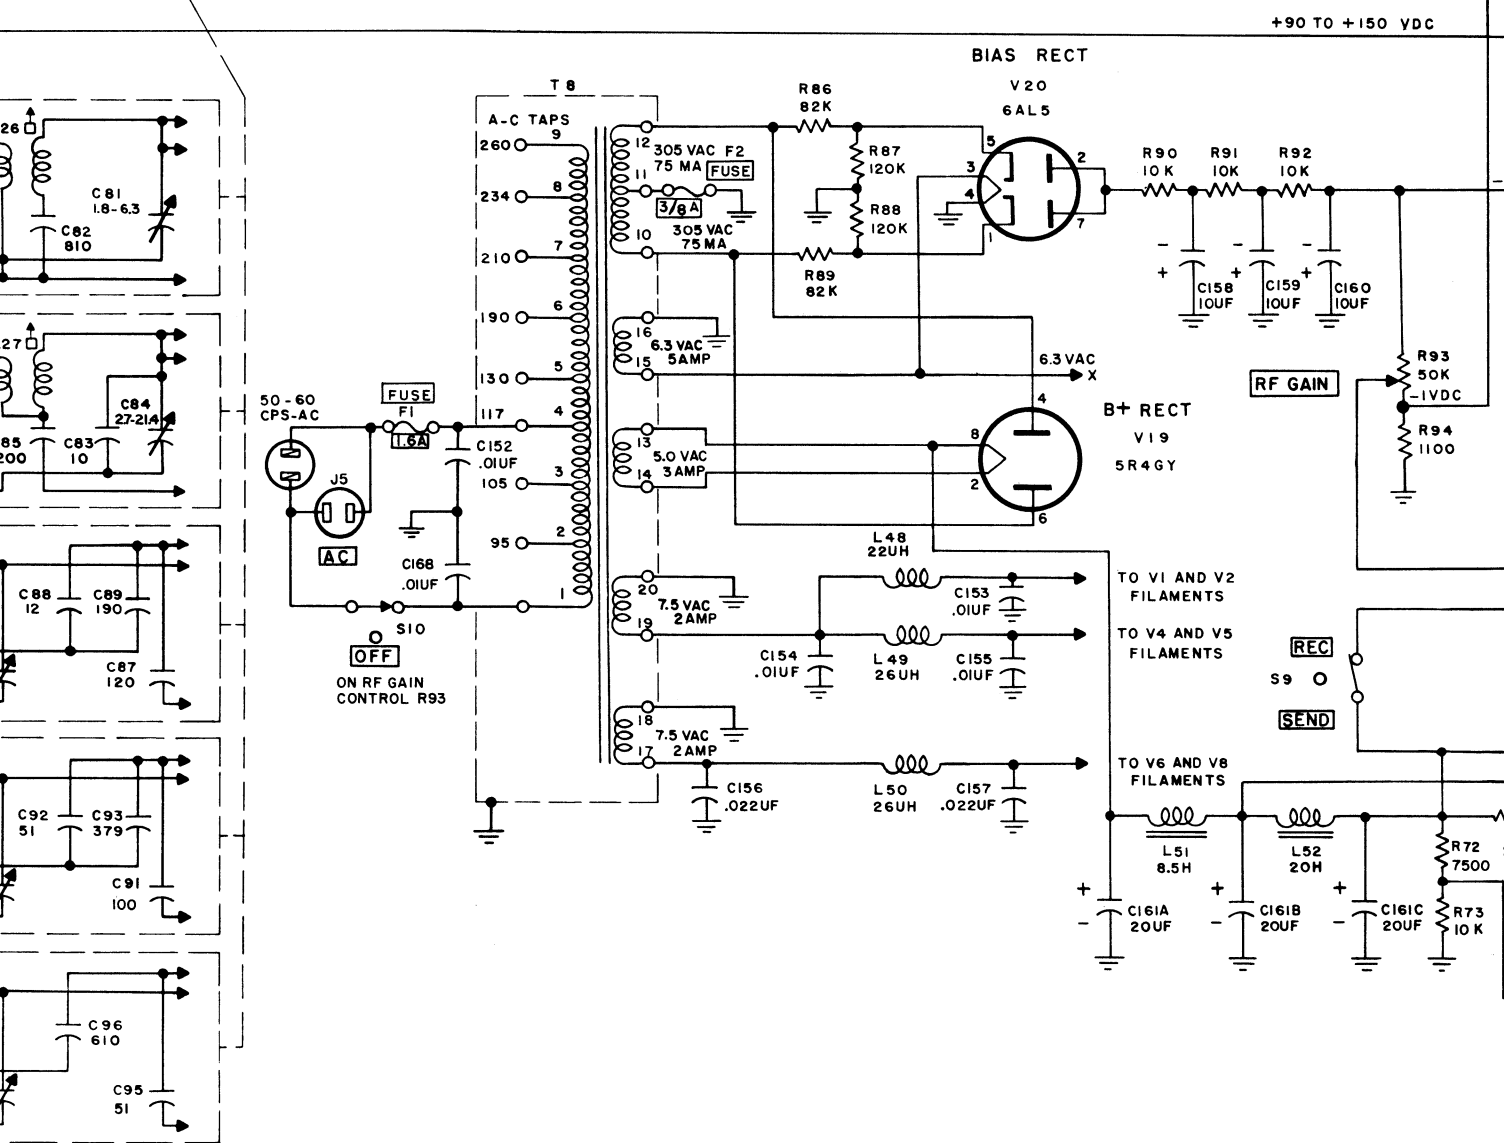 +90 TO +150 VDC
BIAS RECT
V20
6AL5
T8
A-C TAPS
260
9
234
8
210
7
190
6
130
5
117
4
105
3
95
2
1
12
305 VAC F2
75 MA FUSE
11
3/8 A
305 VAC
75 MA
10
R86
82K
R87
120K
R88
120K
R89
82K
5
3
4
1
2
7
R90
10K
R91
10K
R92
10K
-
+
C158
10UF
-
+
C159
10UF
-
+
C160
10UF
16
6.3 VAC
5AMP
15
6.3 VAC
X
RF GAIN
R93
50K
-1VDC
R94
1100
B+ RECT
V19
5R4GY
4
8
2
6
13
5.0 VAC
3AMP
14
50-60
CPS-AC
FUSE
F1
1.6A
J5
AC
C152
.01UF
C168
.01UF
S10
OFF
ON RF GAIN
CONTROL R93
20
7.5 VAC
2AMP
19
18
7.5 VAC
2AMP
17
L48
22UH
C153
.01UF
TO V1 AND V2
FILAMENTS
C154
.01UF
L49
26UH
C155
.01UF
TO V4 AND V5
FILAMENTS
C156
.022UF
L50
26UH
C157
.022UF
TO V6 AND V8
FILAMENTS
REC
S9
SEND
L51
8.5H
L52
20H
R72
7500
R73
10K
+
-
C161A
20UF
+
-
C161B
20UF
+
-
C161C
20UF
26
C81
1.8-6.3
C82
810
27
C84
2.7-21.4
85
200
C83
10
C88
12
C89
190
C87
120
C92
51
C93
379
C91
100
C96
610
C95
51